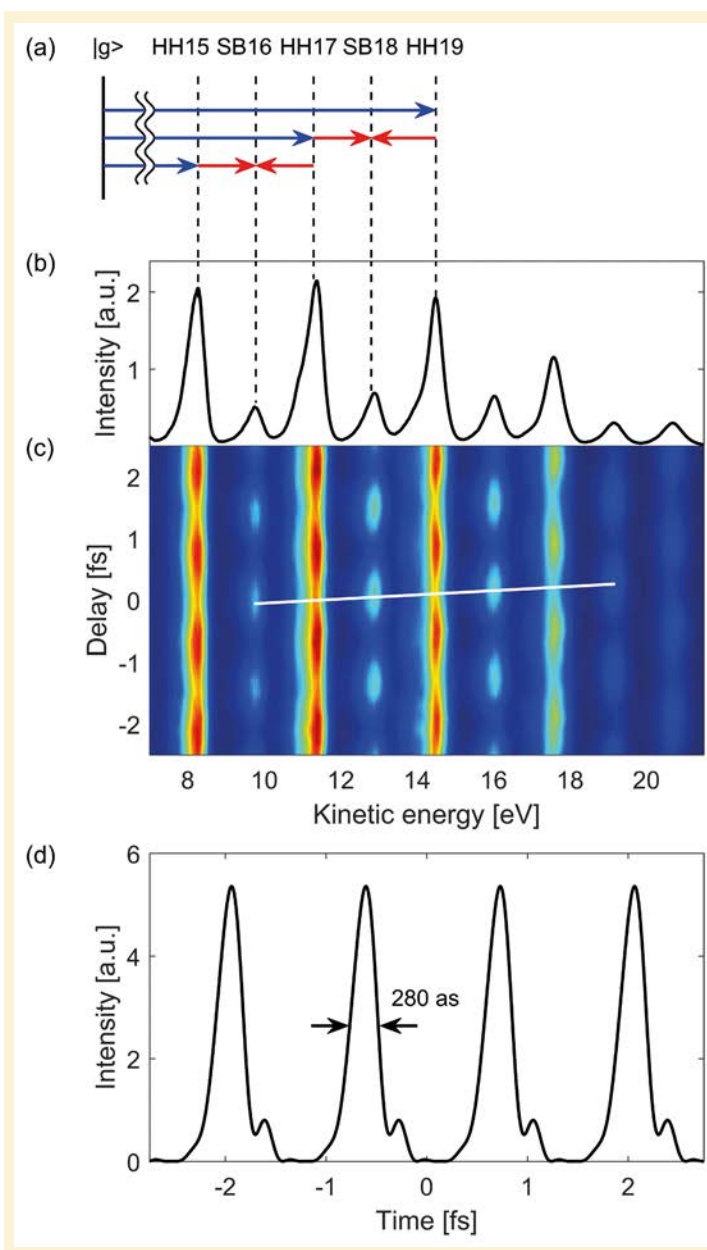 (a) |g> HH15 SB16 HH17 SB18 HH19
(b)
Intensity [a.u.]
2
1
(c)
Delay [fs]
2
1
0
-1
-2
8 10 12 14 16 18 20
Kinetic energy [eV]
(d)
Intensity [a.u.]
6
4
2
0
280 as
-2 -1 0 1 2
Time [fs]